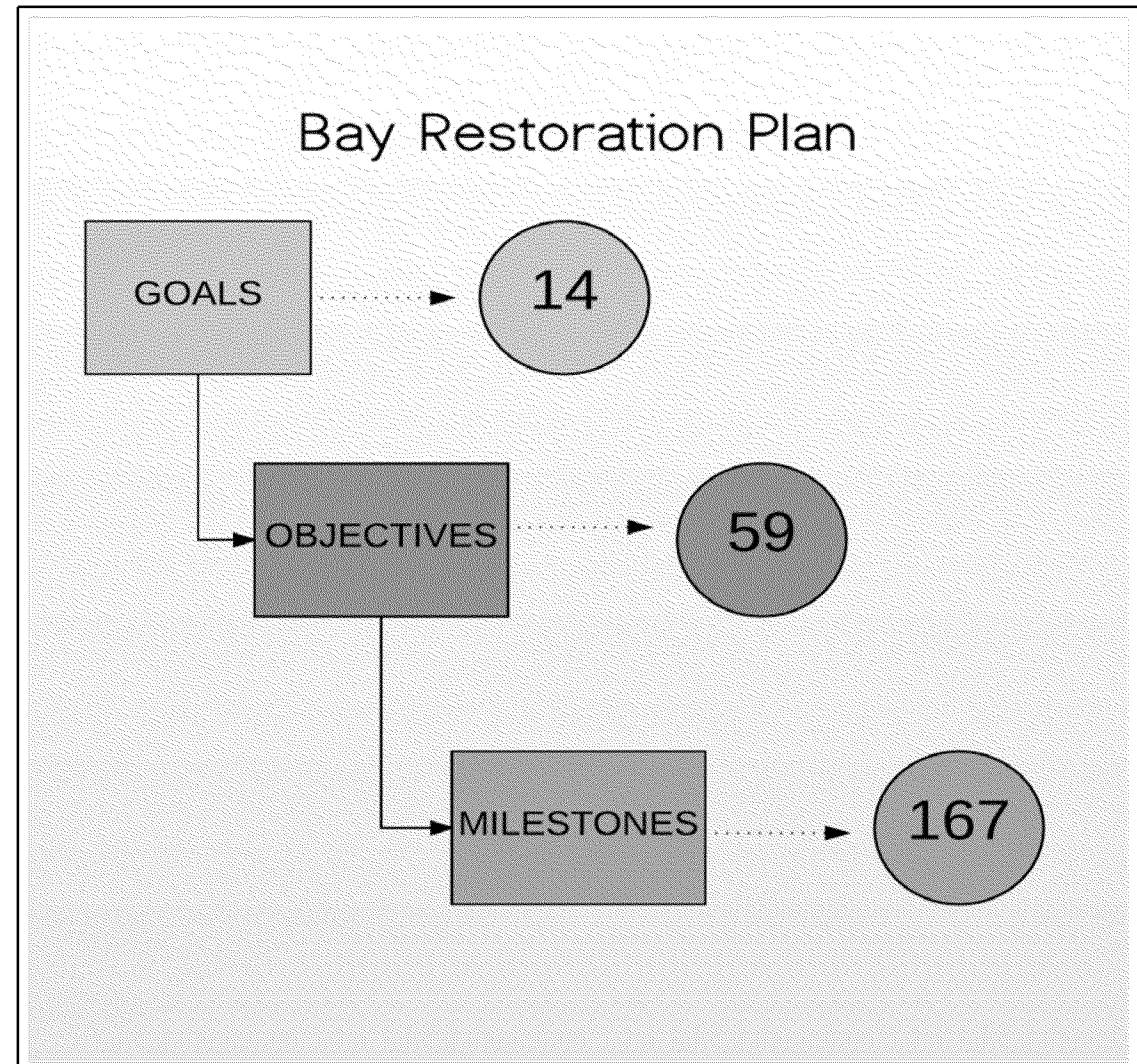 Bay Restoration Plan
GOALS
14
OBJECTIVES
59
MILESTONES
167